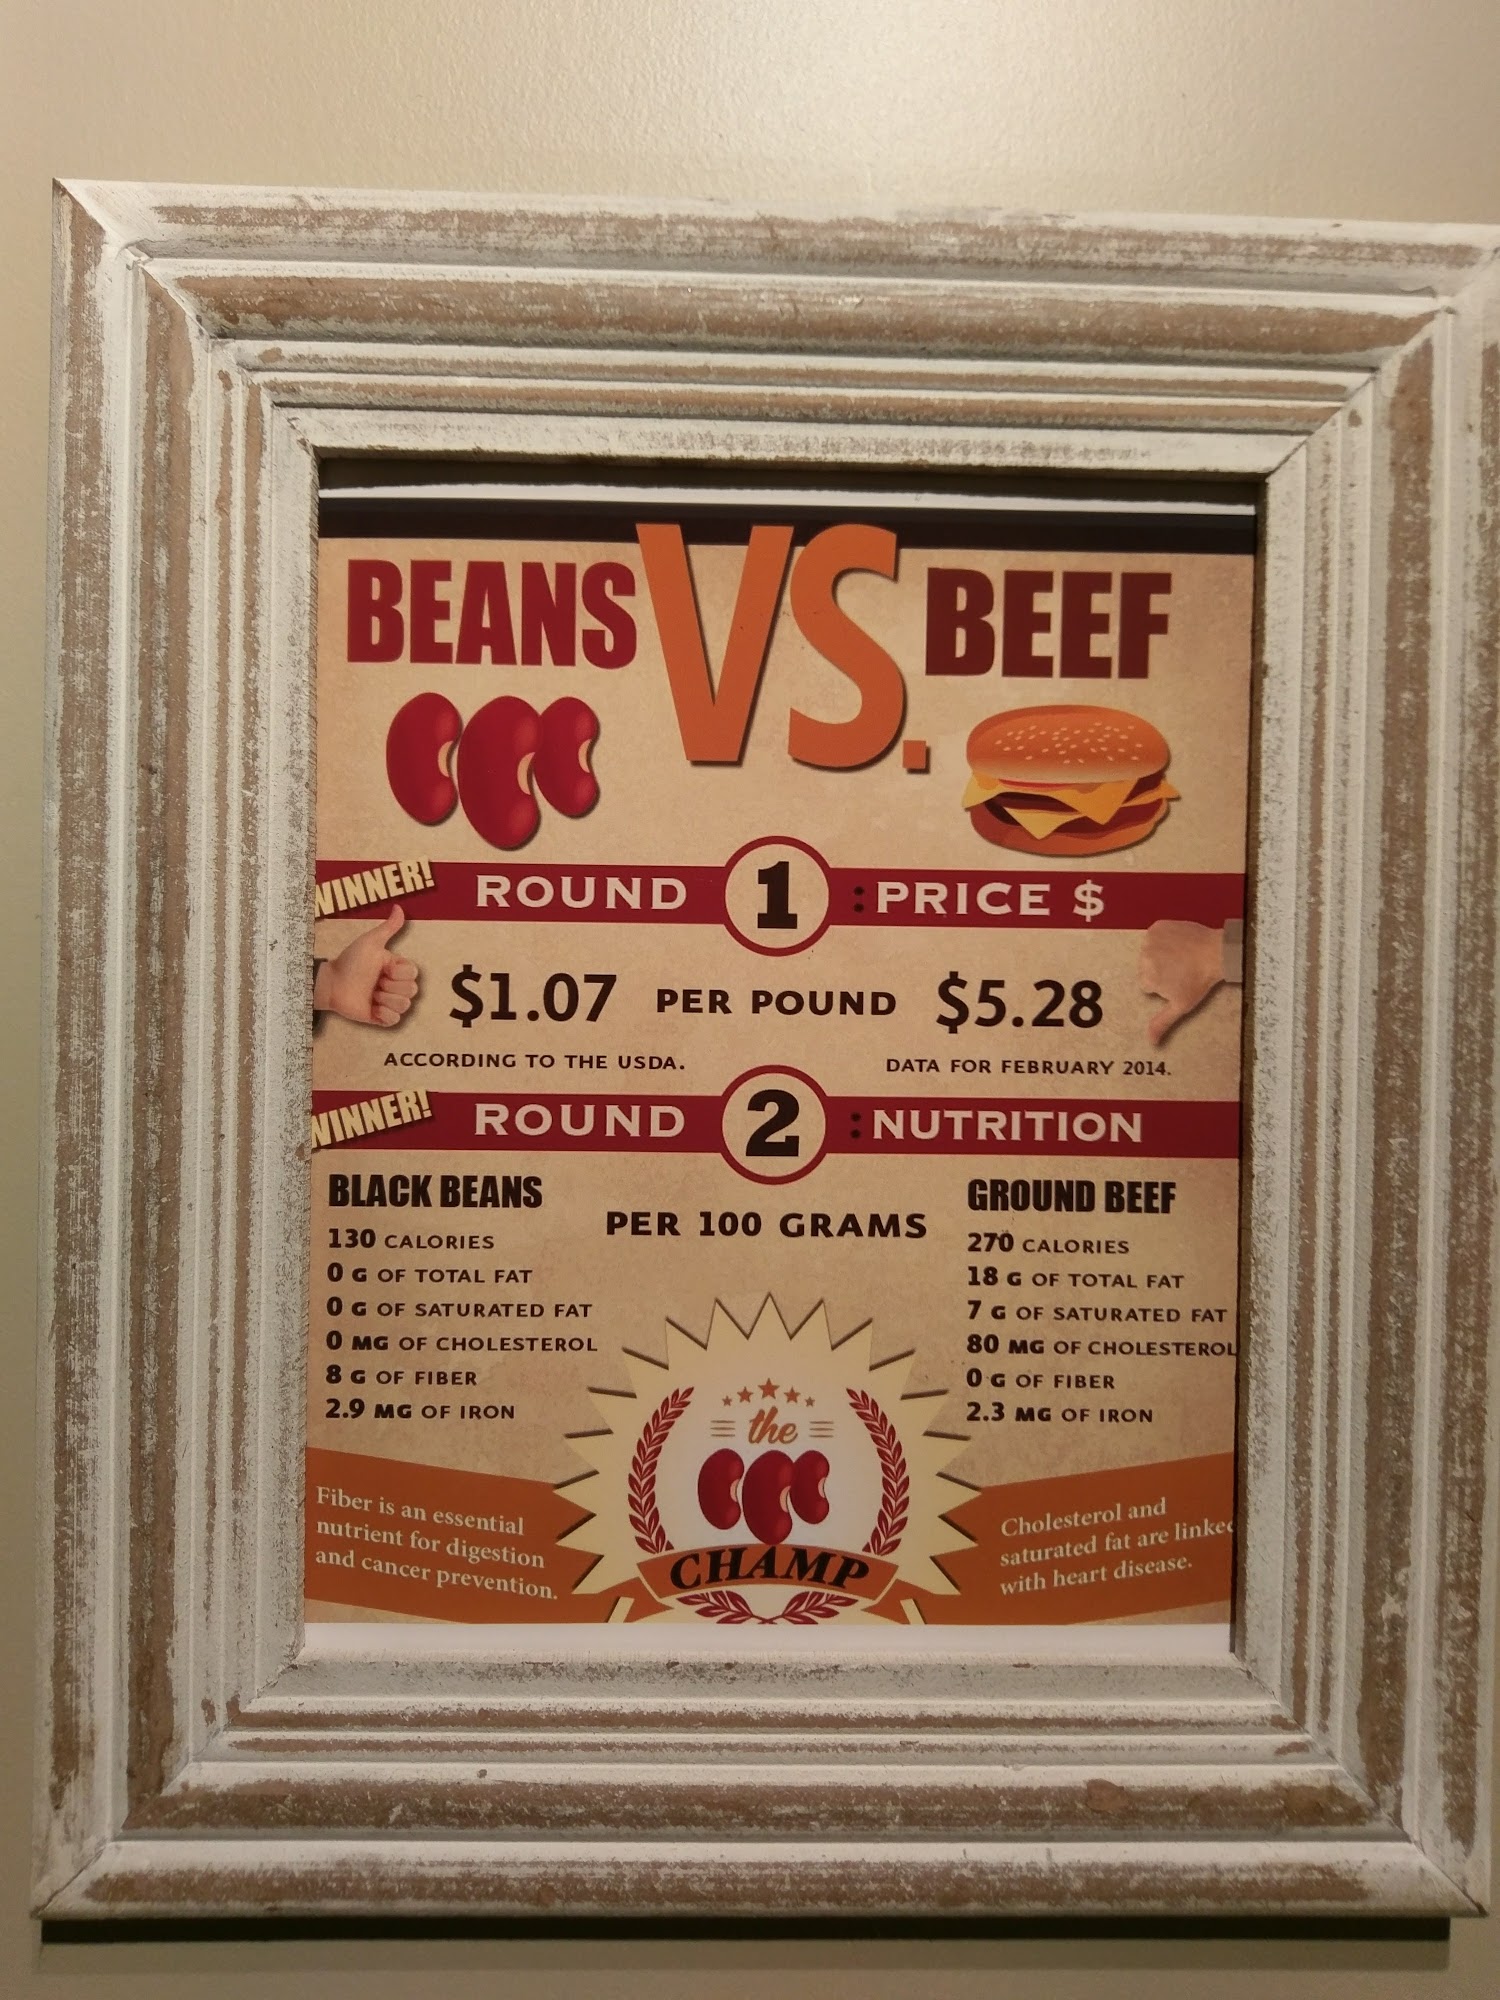 BEANS VS. BEEF
WINNER! ROUND 1 : PRICE $
$1.07 PER POUND $5.28
ACCORDING TO THE USDA. DATA FOR FEBRUARY 2014.
WINNER! ROUND 2 : NUTRITION
BLACK BEANS
130 CALORIES
0 G OF TOTAL FAT
0 G OF SATURATED FAT
0 MG OF CHOLESTEROL
8 G OF FIBER
2.9 MG OF IRON
PER 100 GRAMS
GROUND BEEF
270 CALORIES
18 G OF TOTAL FAT
7 G OF SATURATED FAT
80 MG OF CHOLESTEROL
0 G OF FIBER
2.3 MG OF IRON
Fiber is an essential
nutrient for digestion
and cancer prevention.
the
CHAMP
Cholesterol and
saturated fat are linked
with heart disease.